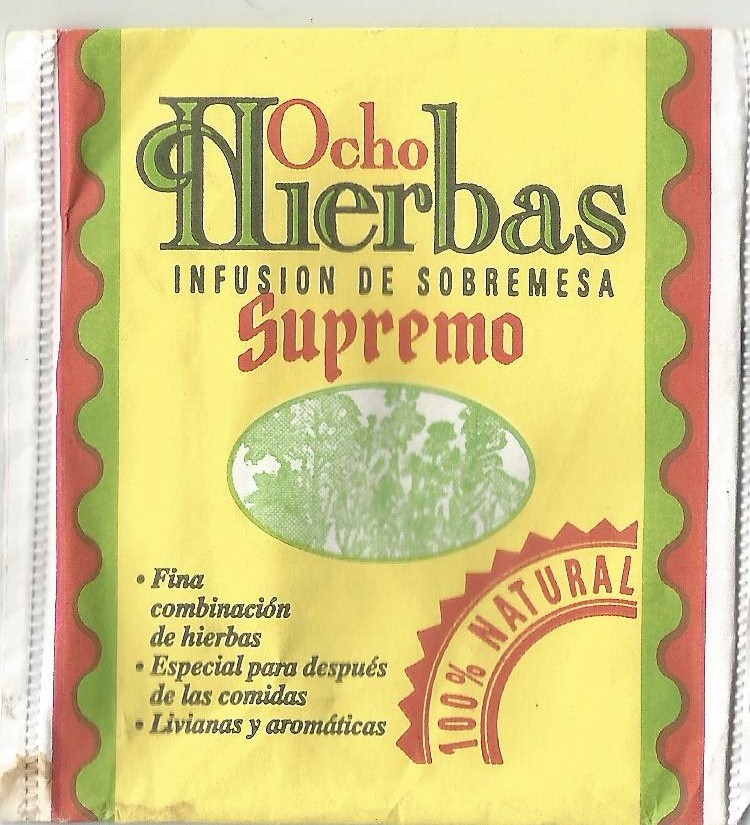 Ocho
Hierbas
INFUSION DE SOBREMESA
Supremo
• Fina
combinación
de hierbas
• Especial para después
de las comidas
• Livianas y aromáticas
100% NATURAL